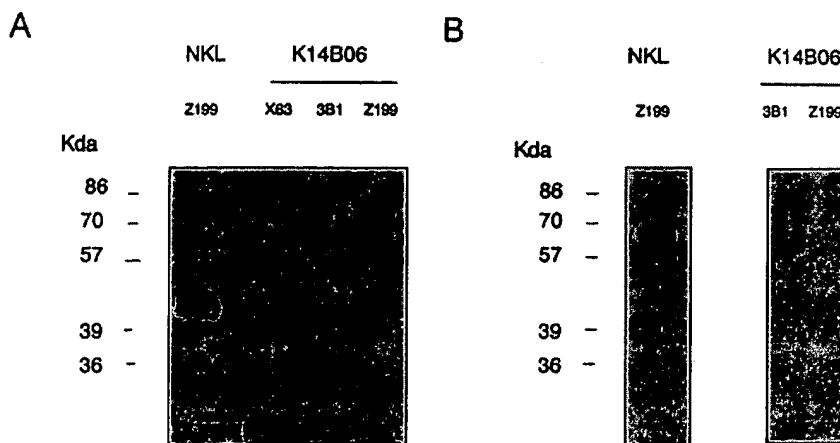 A
NKL K14B06
Z199 X63 3B1 Z199
Kda
86
70
57
39
36
B
NKL K14B06
Z199 3B1 Z199
Kda
86
70
57
39
36